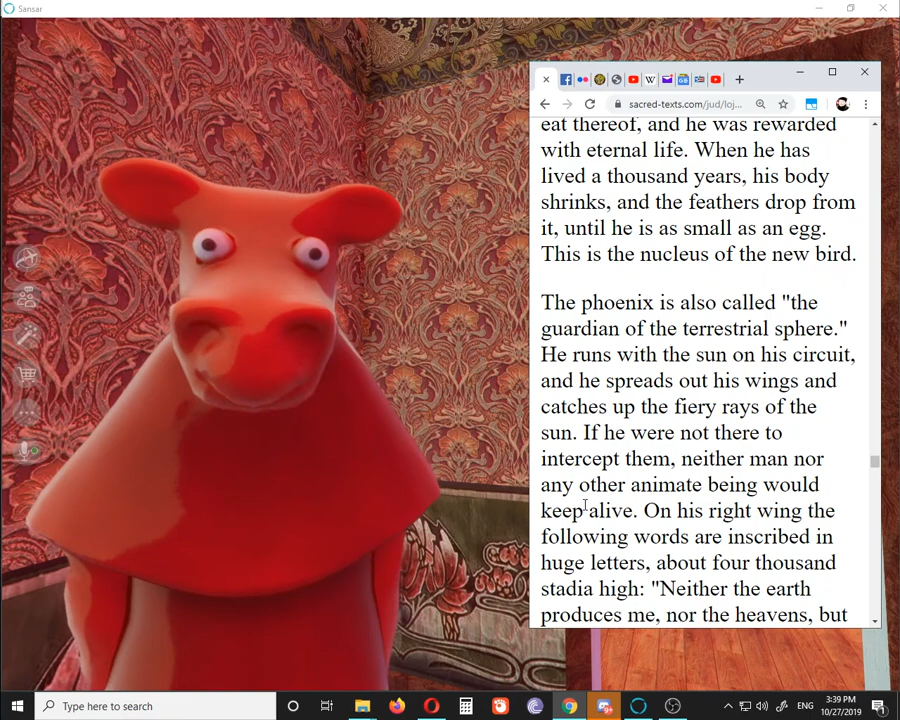 Sansar
sacred-texts.com/jud/loj...
eat thereof, and he was rewarded
with eternal life. When he has
lived a thousand years, his body
shrinks, and the feathers drop from
it, until he is as small as an egg.
This is the nucleus of the new bird.
The phoenix is also called "the
guardian of the terrestrial sphere."
He runs with the sun on his circuit,
and he spreads out his wings and
catches up the fiery rays of the
sun. If he were not there to
intercept them, neither man nor
any other animate being would
keep alive. On his right wing the
following words are inscribed in
huge letters, about four thousand
stadia high: "Neither the earth
produces me, nor the heavens, but
Type here to search
ENG
3:39 PM
10/27/2019
1